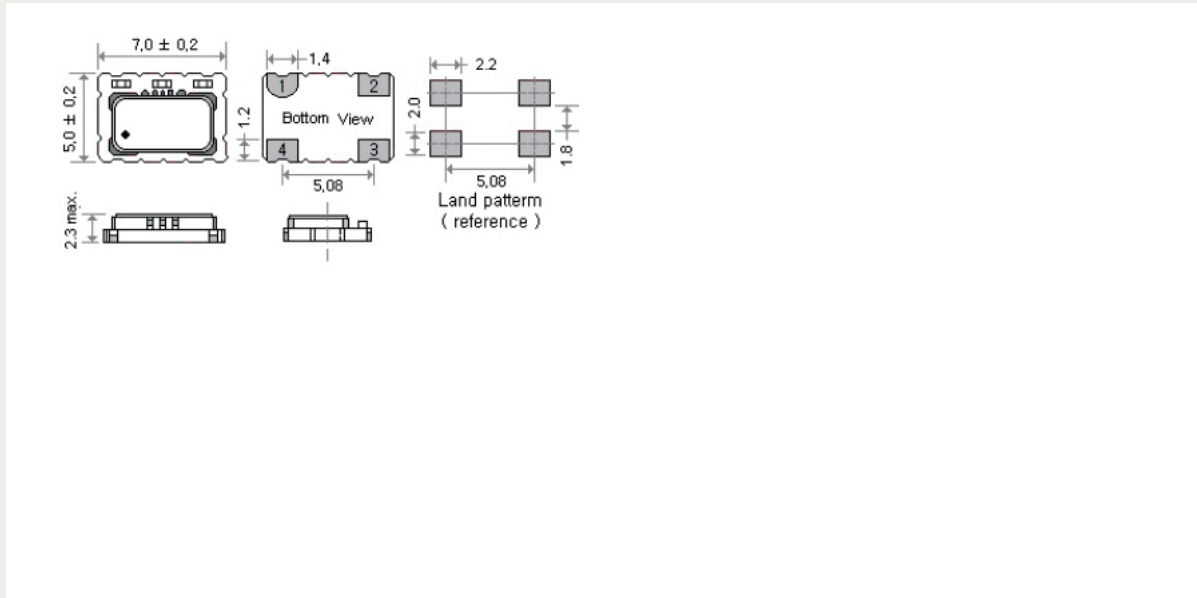 7,0 ± 0,2
5,0 ± 0,2
1,4
1
2
Bottom View
1.2
4
3
5,08
2.2
2.0
1.8
5,08
Land patterm
( reference )
2.3 max.